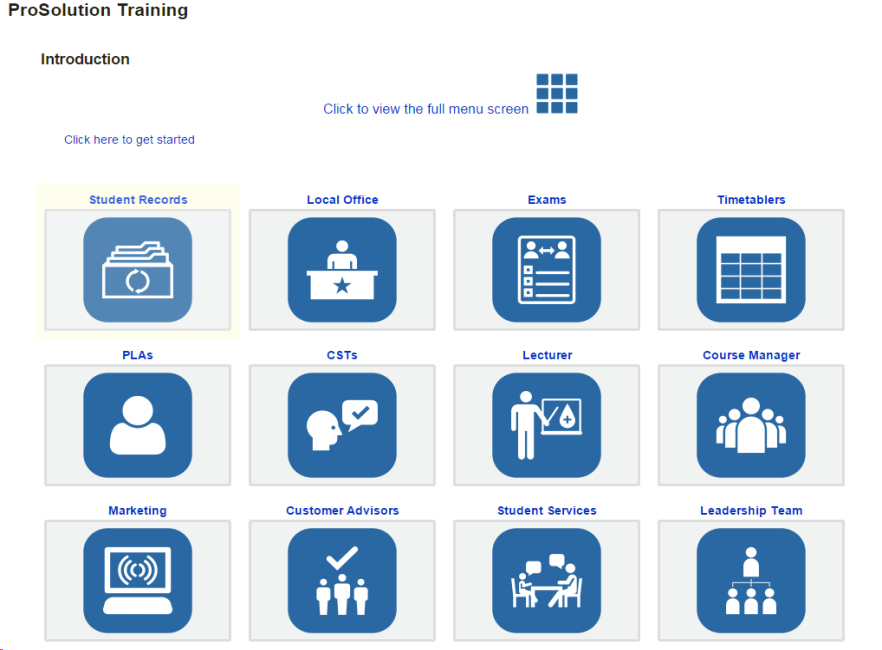 ProSolution Training
Introduction
Click to view the full menu screen
Click here to get started
Student Records
Local Office
Exams
Timetablers
PLAs
CSTs
Lecturer
Course Manager
Marketing
Customer Advisors
Student Services
Leadership Team